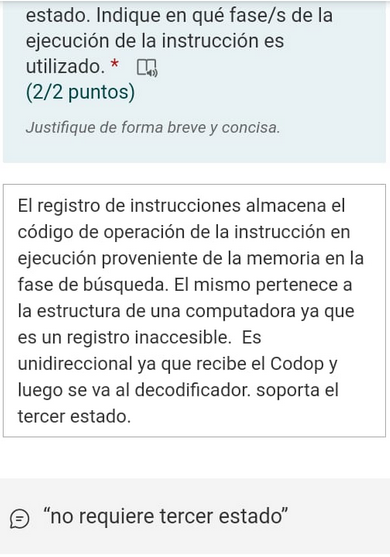 estado. Indique en qué fase/s de la
ejecución de la instrucción es
utilizado. *
(2/2 puntos)
Justifique de forma breve y concisa.
El registro de instrucciones almacena el
código de operación de la instrucción en
ejecución proveniente de la memoria en la
fase de búsqueda. El mismo pertenece a
la estructura de una computadora ya que
es un registro inaccesible.  Es
unidireccional ya que recibe el Codop y
luego se va al decodificador. soporta el
tercer estado.
“no requiere tercer estado”